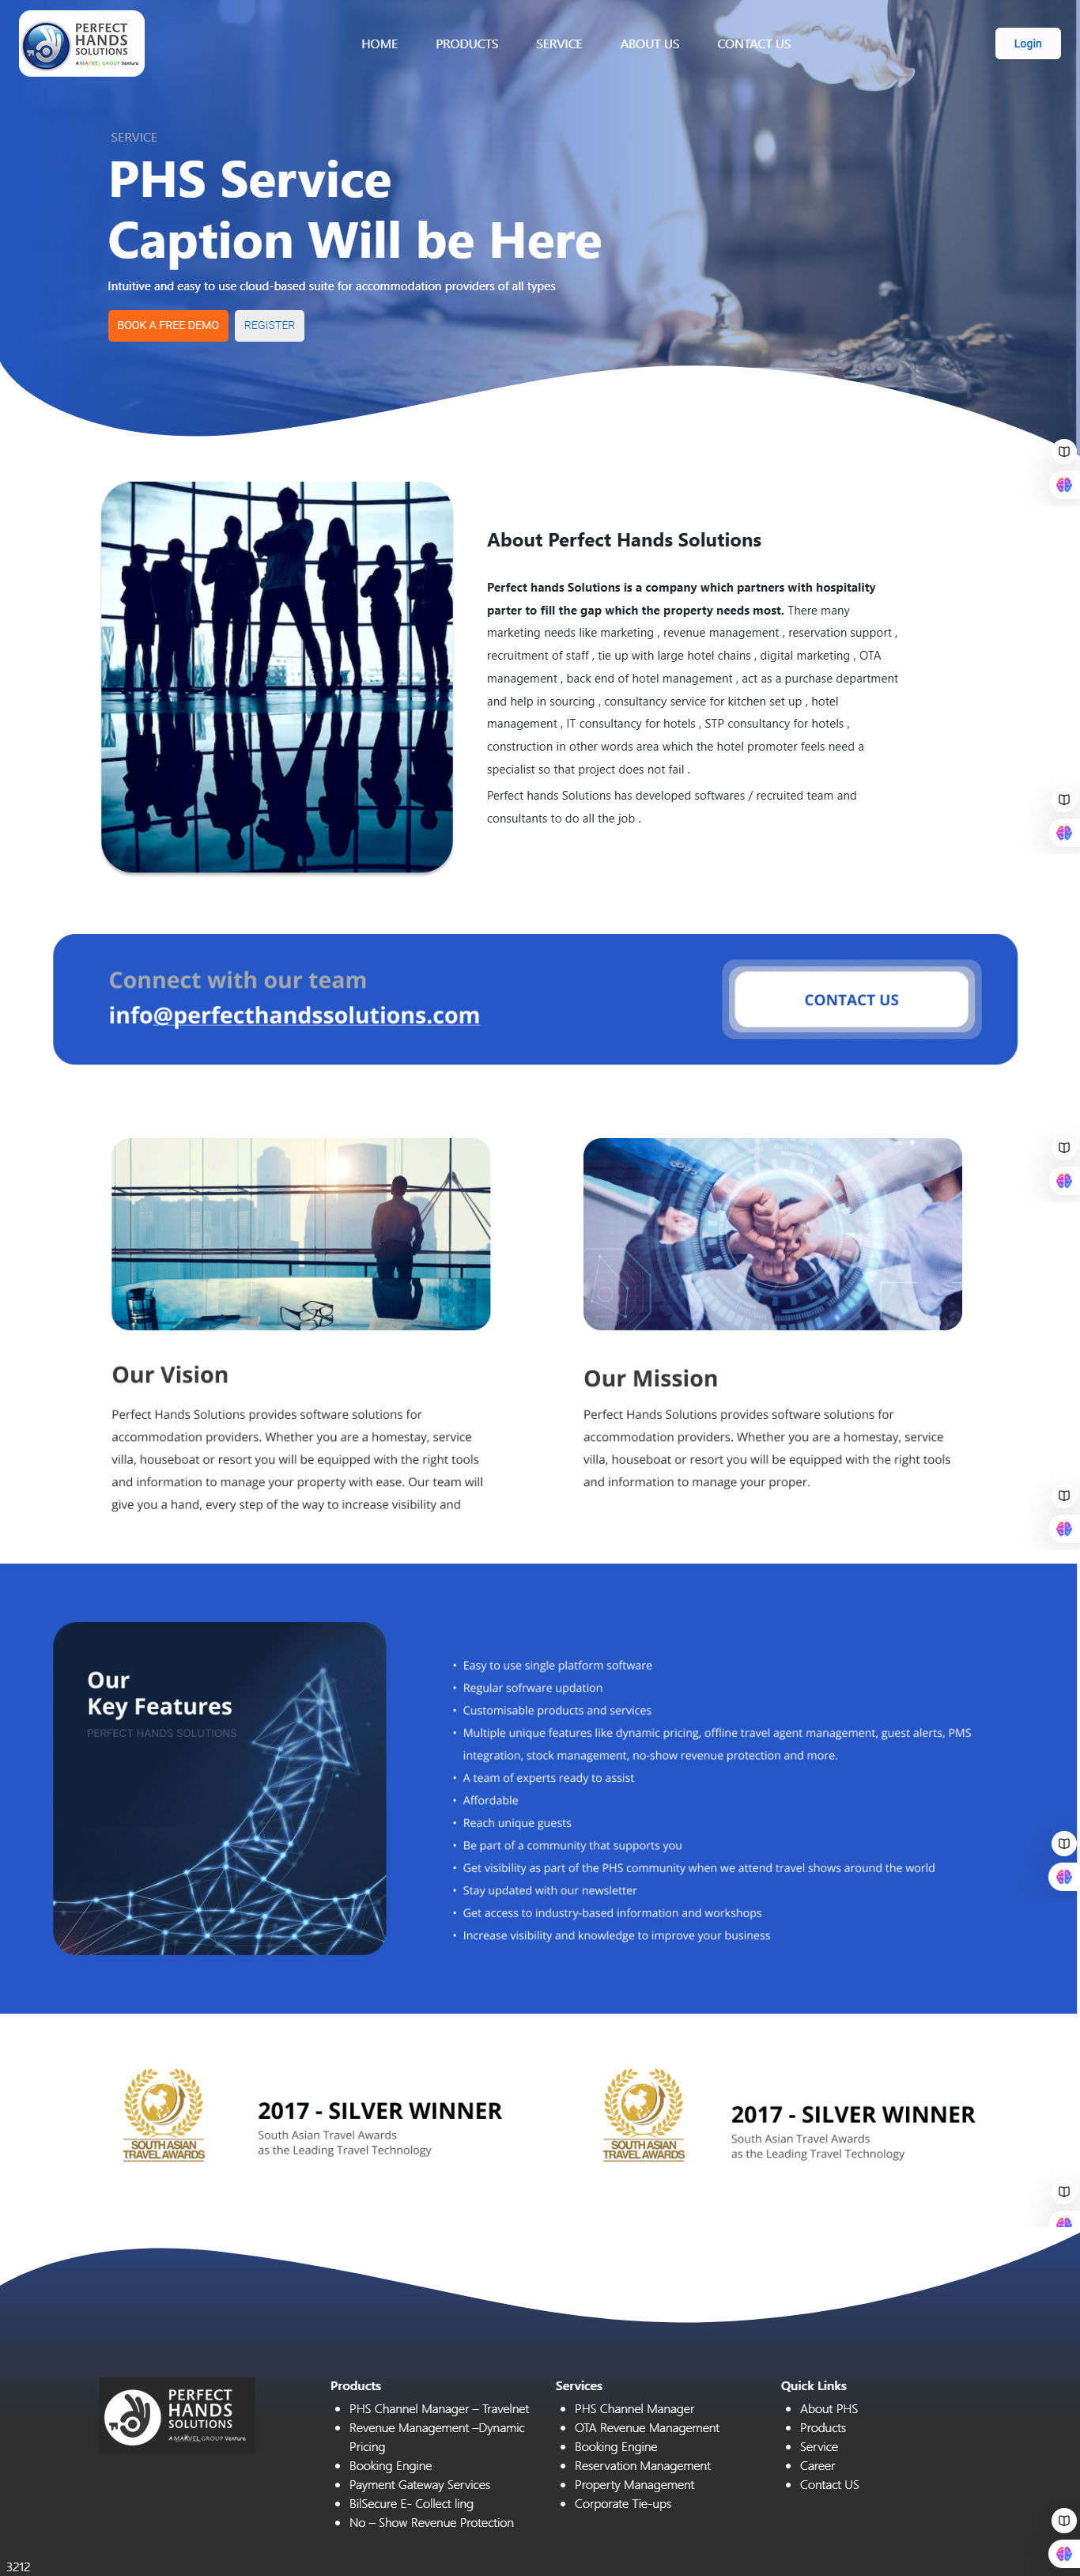 PERFECT
HANDS
SOLUTIONS
A MARVEL GROUP Venture
HOME PRODUCTS SERVICE ABOUT US CONTACT US
Login
SERVICE
PHS Service
Caption Will be Here
Intuitive and easy to use cloud-based suite for accommodation providers of all types
BOOK A FREE DEMO REGISTER
About Perfect Hands Solutions
Perfect hands Solutions is a company which partners with hospitality
parter to fill the gap which the property needs most. There many
marketing needs like marketing , revenue management , reservation support ,
recruitment of staff , tie up with large hotel chains , digital marketing , OTA
management , back end of hotel management , act as a purchase department
and help in sourcing , consultancy service for kitchen set up , hotel
management , IT consultancy for hotels , STP consultancy for hotels ,
construction in other words area which the hotel promoter feels need a
specialist so that project does not fail .
Perfect hands Solutions has developed softwares / recruited team and
consultants to do all the job .
Connect with our team
info@perfecthandssolutions.com
CONTACT US
Our Vision
Perfect Hands Solutions provides software solutions for
accommodation providers. Whether you are a homestay, service
villa, houseboat or resort you will be equipped with the right tools
and information to manage your property with ease. Our team will
give you a hand, every step of the way to increase visibility and
Our Mission
Perfect Hands Solutions provides software solutions for
accommodation providers. Whether you are a homestay, service
villa, houseboat or resort you will be equipped with the right tools
and information to manage your proper.
Our
Key Features
PERFECT HANDS SOLUTIONS
• Easy to use single platform software
• Regular sofrware updation
• Customisable products and services
• Multiple unique features like dynamic pricing, offline travel agent management, guest alerts, PMS
integration, stock management, no-show revenue protection and more.
• A team of experts ready to assist
• Affordable
• Reach unique guests
• Be part of a community that supports you
• Get visibility as part of the PHS community when we attend travel shows around the world
• Stay updated with our newsletter
• Get access to industry-based information and workshops
• Increase visibility and knowledge to improve your business
SOUTH ASIAN
TRAVEL AWARDS
2017 - SILVER WINNER
South Asian Travel Awards
as the Leading Travel Technology
SOUTH ASIAN
TRAVEL AWARDS
2017 - SILVER WINNER
South Asian Travel Awards
as the Leading Travel Technology
PERFECT
HANDS
SOLUTIONS
A MARVEL GROUP Venture
Products
• PHS Channel Manager – Travelnet
• Revenue Management –Dynamic
Pricing
• Booking Engine
• Payment Gateway Services
• BilSecure E- Collect ling
• No – Show Revenue Protection
Services
• PHS Channel Manager
• OTA Revenue Management
• Booking Engine
• Reservation Management
• Property Management
• Corporate Tie-ups
Quick Links
• About PHS
• Products
• Service
• Career
• Contact US
3212